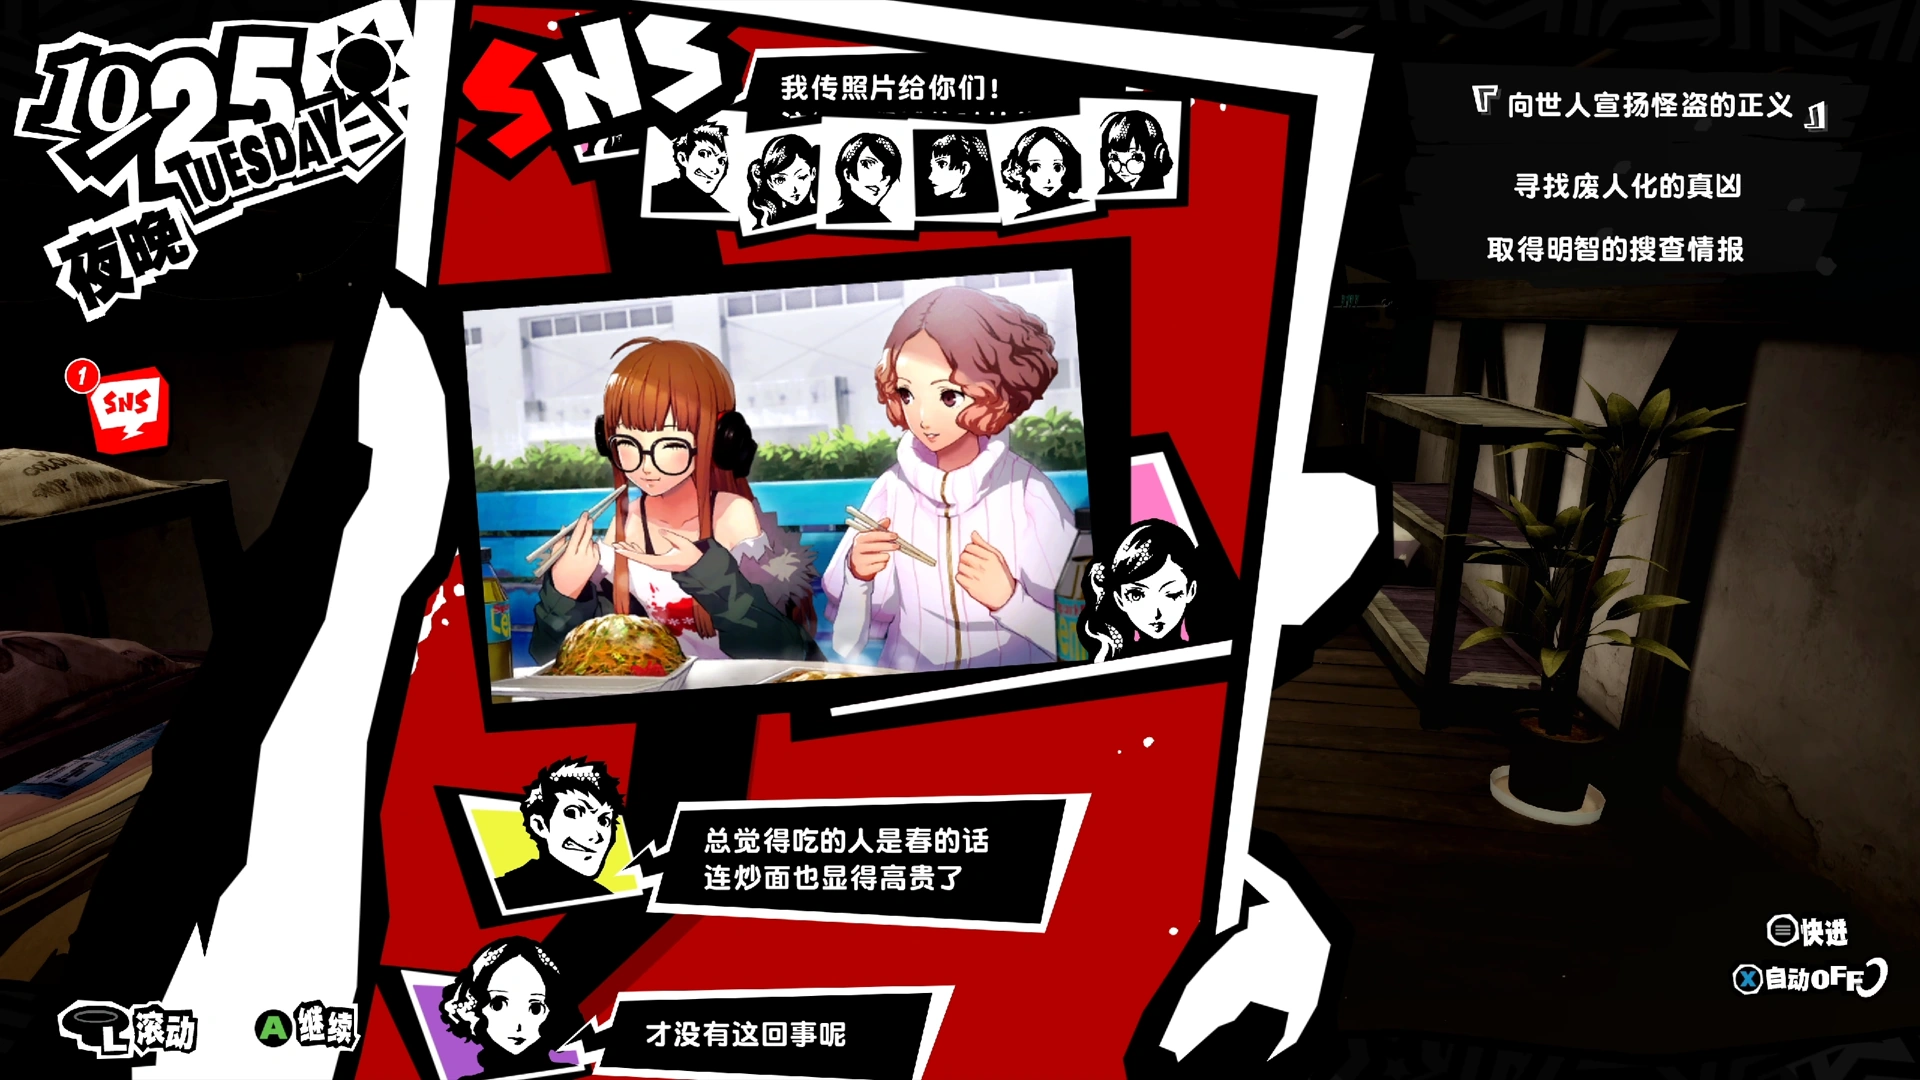 10
25
TUESDAY
夜晚
1
SNS
SNS
我传照片给你们！
总觉得吃的人是春的话
连炒面也显得高贵了
才没有这回事呢
『向世人宣扬怪盗的正义』
寻找废人化的真凶
取得明智的搜查情报
快进
X自动OFF
L滚动
A继续